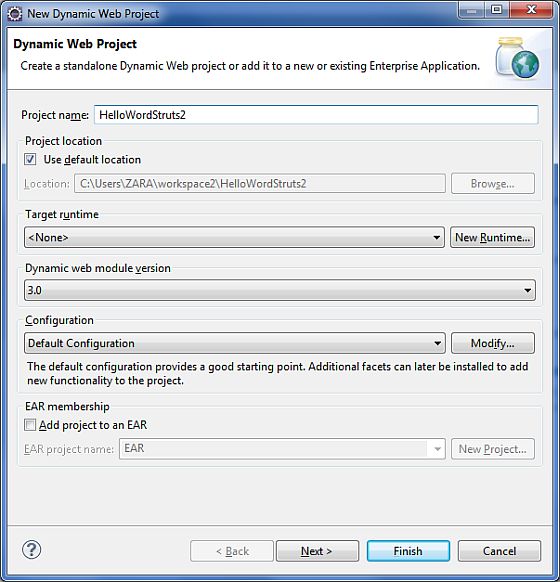 New Dynamic Web Project
Dynamic Web Project
Create a standalone Dynamic Web project or add it to a new or existing Enterprise Application.
Project name: HelloWordStruts2
Project location
Use default location
Location: C:\Users\ZARA\workspace2\HelloWordStruts2 Browse...
Target runtime
<None> New Runtime...
Dynamic web module version
3.0
Configuration
Default Configuration Modify...
The default configuration provides a good starting point. Additional facets can later be installed to
add new functionality to the project.
EAR membership
Add project to an EAR
EAR project name: EAR New Project...
? < Back Next > Finish Cancel